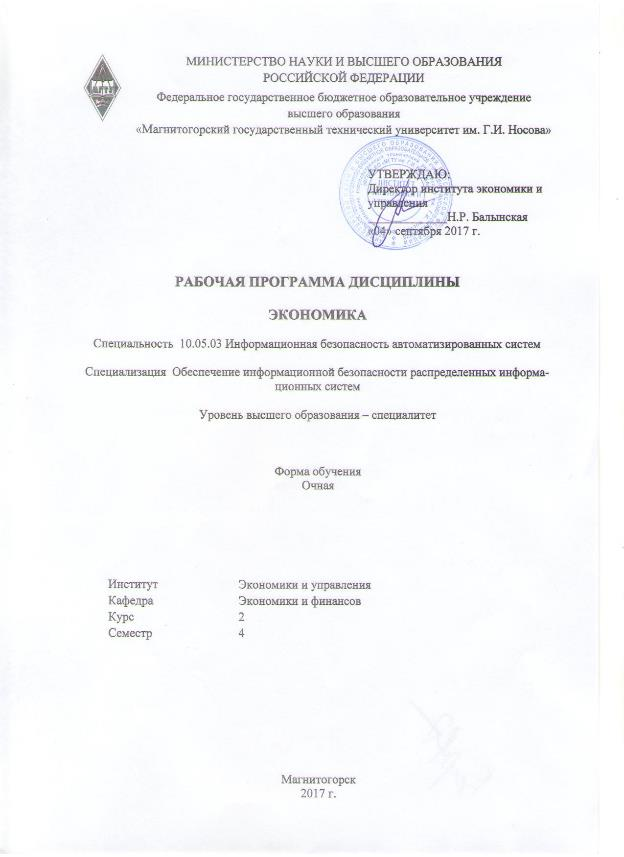 МИНИСТЕРСТВО НАУКИ И ВЫСШЕГО ОБРАЗОВАНИЯ
РОССИЙСКОЙ ФЕДЕРАЦИИ
Федеральное государственное бюджетное образовательное учреждение
высшего образования
«Магнитогорский государственный технический университет им. Г.И. Носова»
УТВЕРЖДАЮ:
Директор института экономики и
управления
Н.Р. Балынская
«04» сентября 2017 г.
РАБОЧАЯ ПРОГРАММА ДИСЦИПЛИНЫ
ЭКОНОМИКА
Специальность 10.05.03 Информационная безопасность автоматизированных систем
Специализация Обеспечение информационной безопасности распределенных информа-
ционных систем
Уровень высшего образования – специалитет
Форма обучения
Очная
Институт Экономики и управления
Кафедра Экономики и финансов
Курс 2
Семестр 4
Магнитогорск
2017 г.